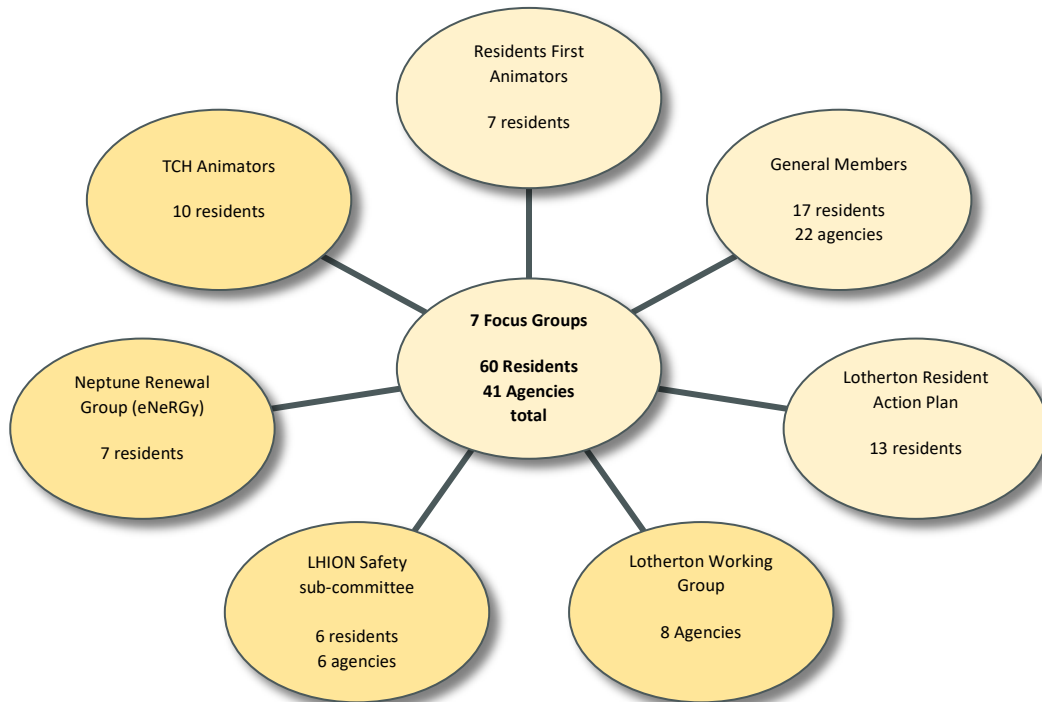 Residents First
Animators
7 residents
TCH Animators
10 residents
General Members
17 residents
22 agencies
7 Focus Groups
60 Residents
41 Agencies
total
Neptune Renewal
Group (eNeRGy)
7 residents
Lotherton Resident
Action Plan
13 residents
LHION Safety
sub-committee
6 residents
6 agencies
Lotherton Working
Group
8 Agencies